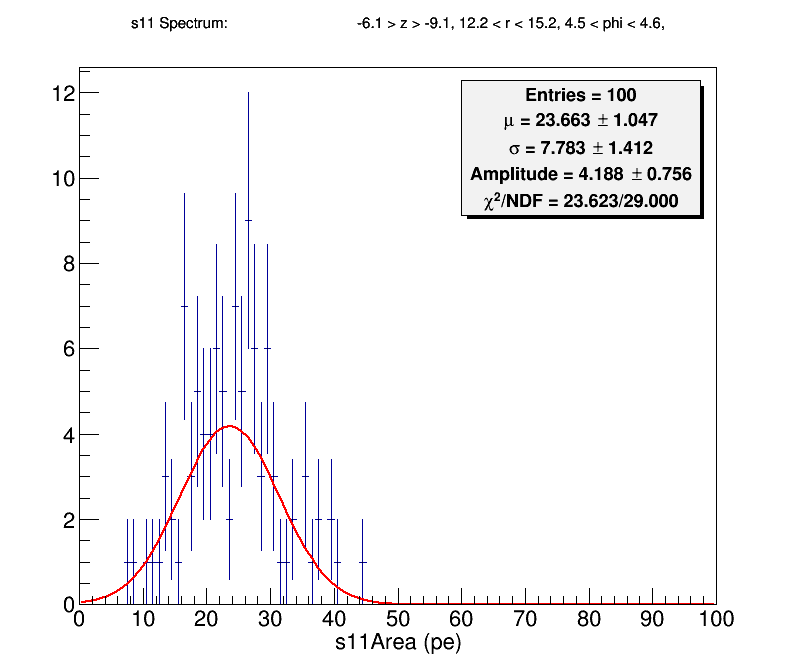 s11 Spectrum: -6.1 > z > -9.1, 12.2 < r < 15.2, 4.5 < phi < 4.6,
Entries = 100
μ = 23.663 ± 1.047
σ = 7.783 ± 1.412
Amplitude = 4.188 ± 0.756
χ²/NDF = 23.623/29.000
12
10
8
6
4
2
0
0 10 20 30 40 50 60 70 80 90 100
s11Area (pe)